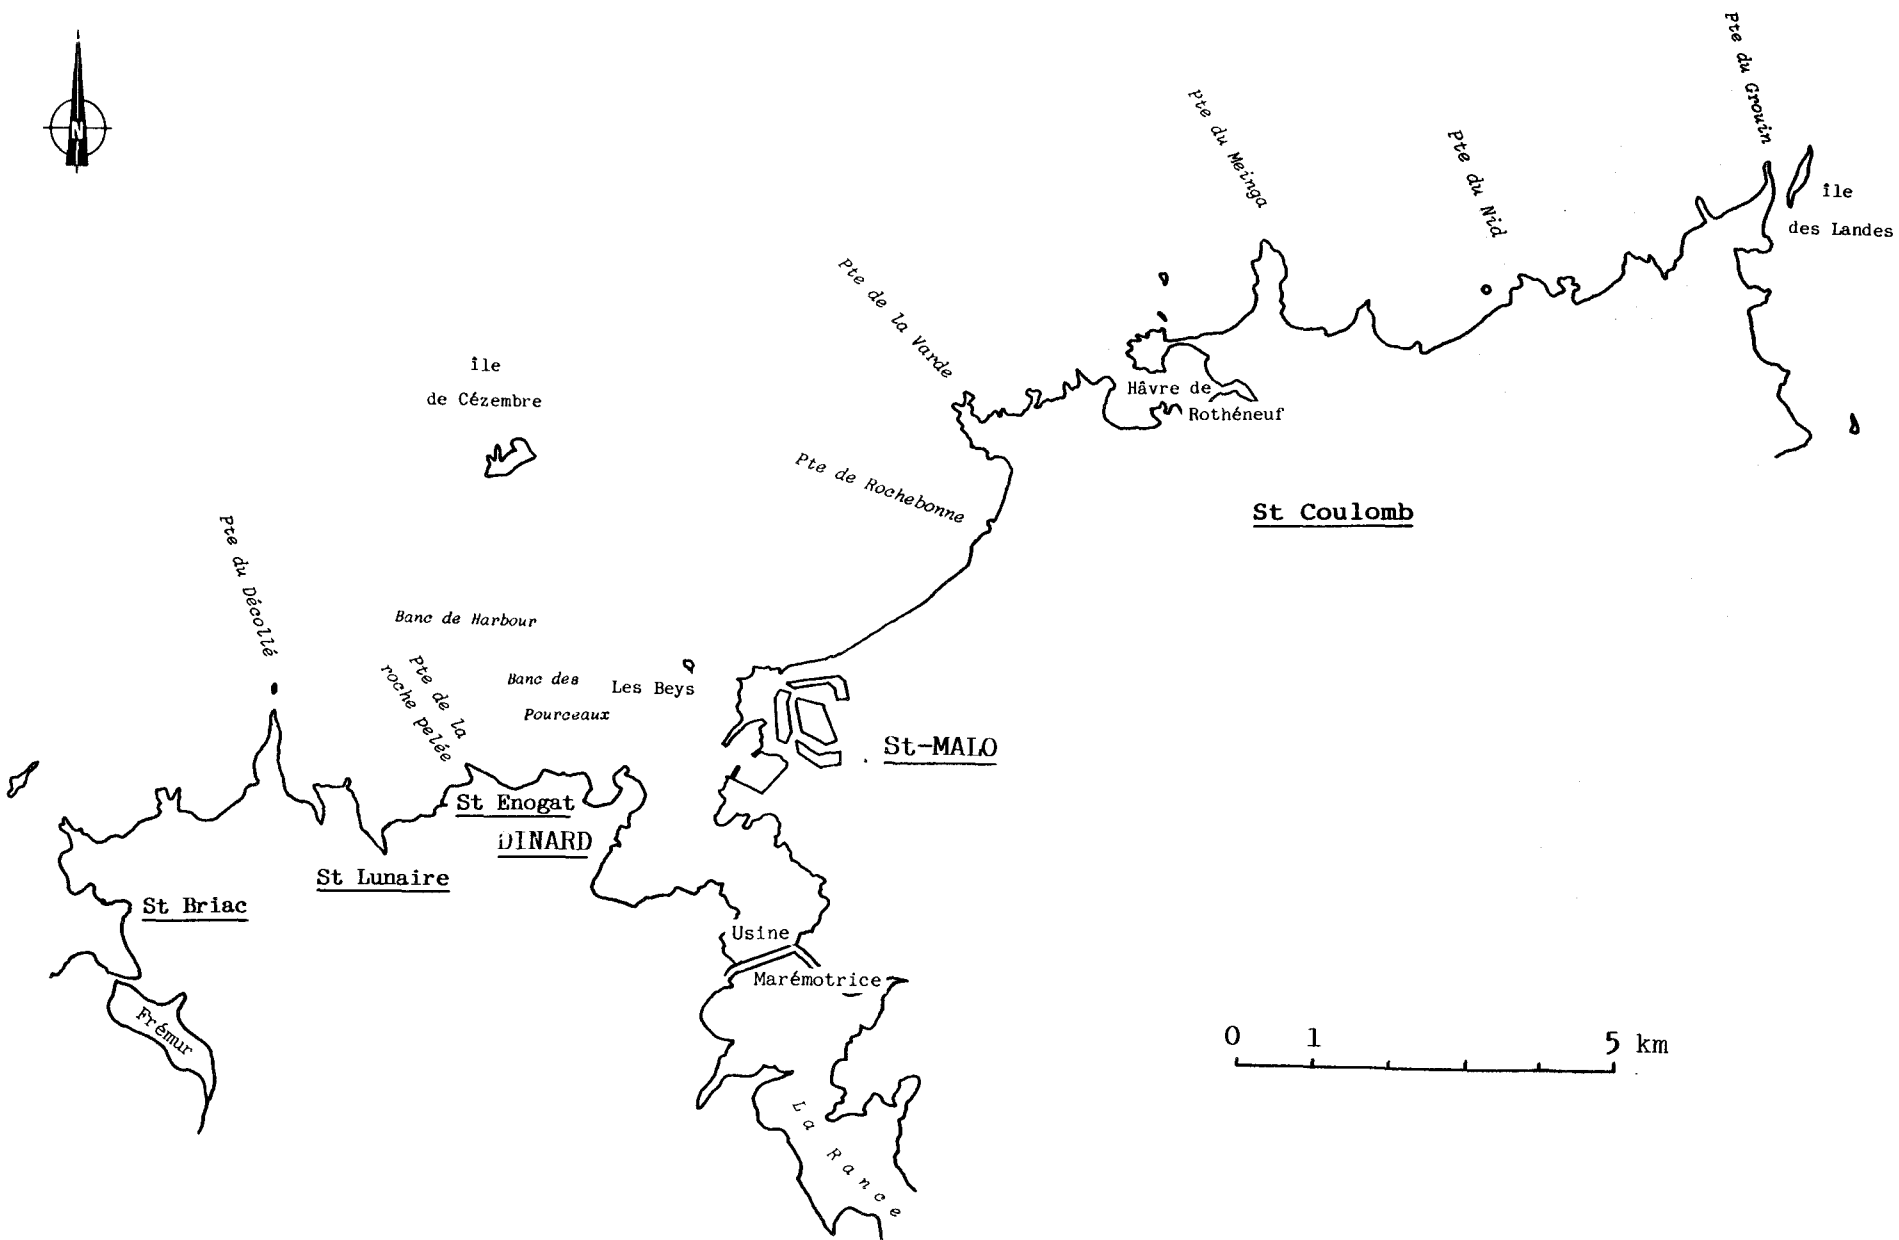 N
Pte du Grouin
Pte du Meinga
Pte du Nid
île
des Landes
Pte de la Varde
île
de Cézembre
Hâvre de
Rothéneuf
Pte de Rochebonne
St Coulomb
Pte du Décollé
Banc de Harbour
Pte de la
roche pelée
Banc des
Pourceaux
Les Beys
St-MALO
St Enogat
DINARD
St Lunaire
St Briac
Usine
Marémotrice
Frémur
0 1 5 km
La Rance